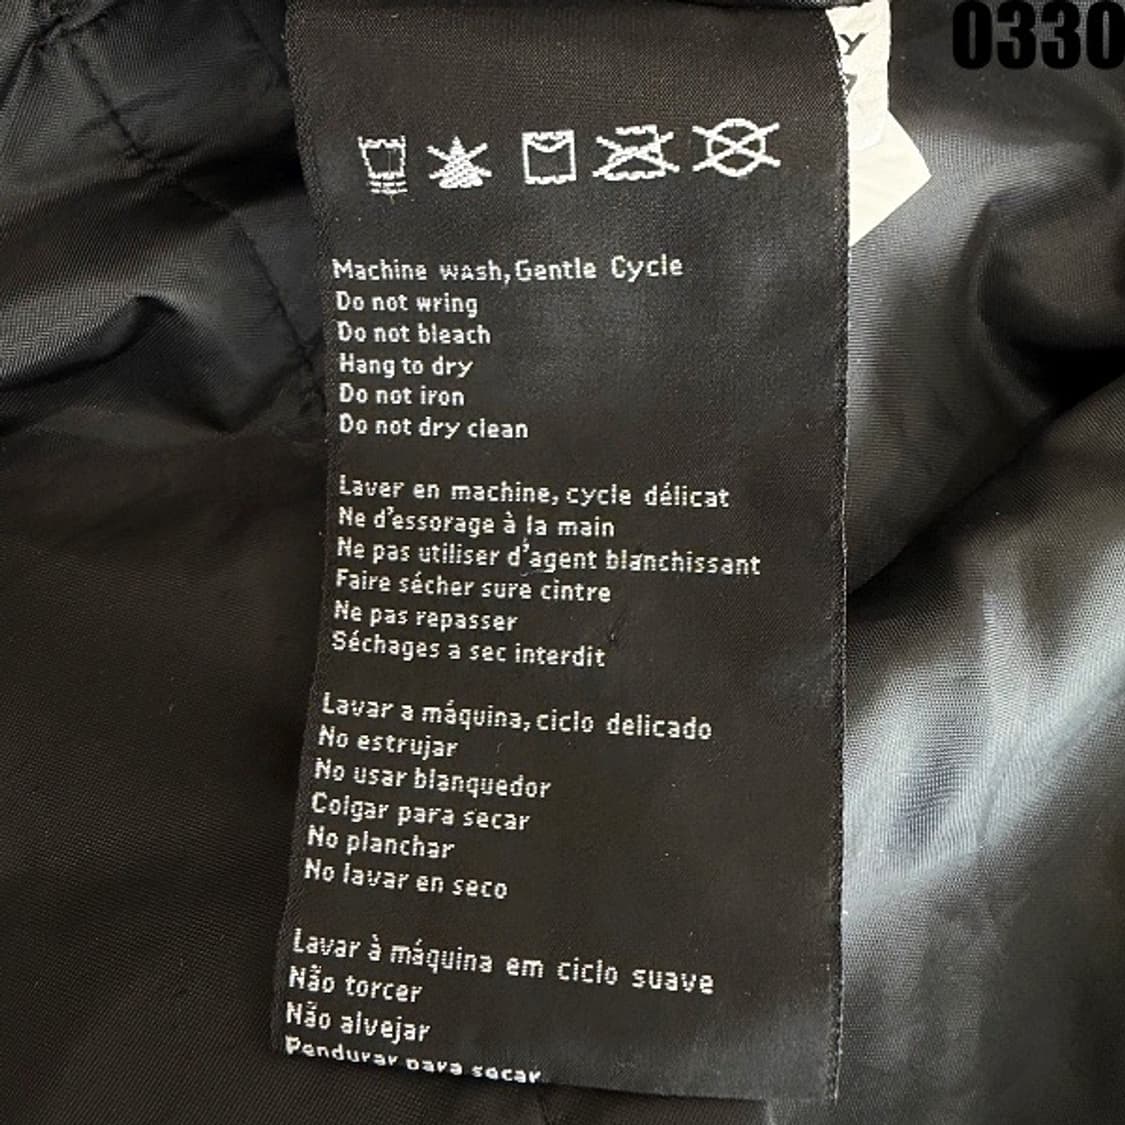 0330
Y
Machine wash, Gentle Cycle
Do not wring
Do not bleach
Hang to dry
Do not iron
Do not dry clean
Laver en machine, cycle délicat
Ne d'essorage à la main
Ne pas utiliser d'agent blanchissant
Faire sécher sure cintre
Ne pas repasser
Séchages a sec interdit
Lavar a máquina, ciclo delicado
No estrujar
No usar blanquedor
Colgar para secar
No planchar
No lavar en seco
Lavar à máquina em ciclo suave
Não torcer
Não alvejar
Pendurar para secar